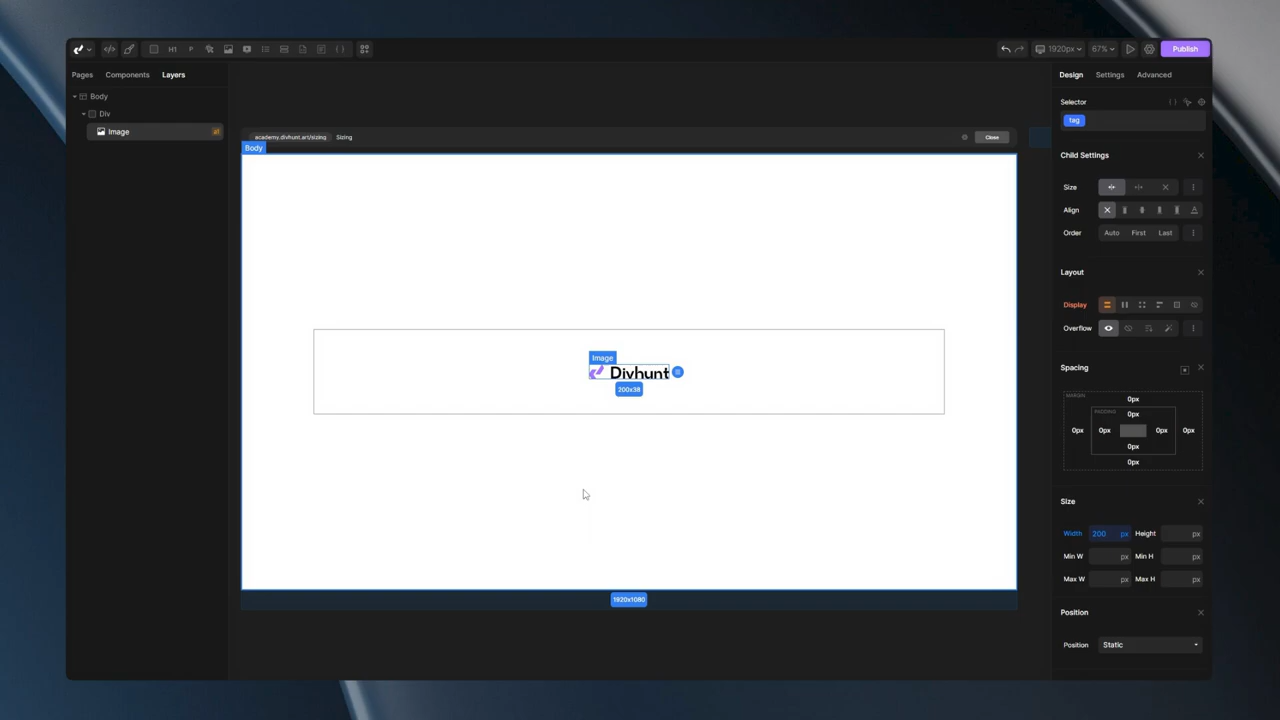 H1 P { } 1920px 67% Publish
Pages Components Layers
Body
Div
Image
academy.divhunt.art/sizing Sizing Close
Body
Image
Divhunt
200x38
1920x1080
Design Settings Advanced
Selector
tag
Child Settings
Size
Align
Order Auto First Last
Layout
Display
Overflow
Spacing
MARGIN
0px
PADDING
0px
0px 0px 0px 0px
0px
0px
Size
Width 200 px Height px
Min W px Min H px
Max W px Max H px
Position
Position Static